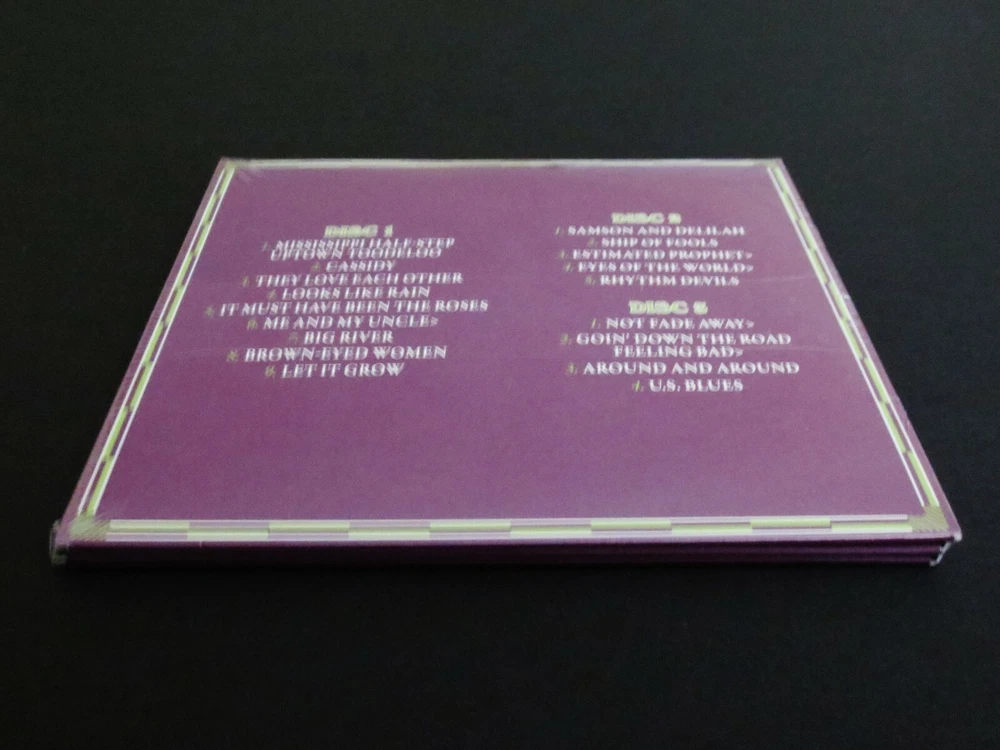 DISC 1
1. MISSISSIPPI HALF-STEP
UPTOWN TOODELOO
2. CASSIDY
3. THEY LOVE EACH OTHER
4. LOOKS LIKE RAIN
5. IT MUST HAVE BEEN THE ROSES
6. ME AND MY UNCLE>
7. BIG RIVER
8. BROWN-EYED WOMEN
9. LET IT GROW
DISC 2
1. SAMSON AND DELILAH
2. SHIP OF FOOLS
3. ESTIMATED PROPHET>
4. EYES OF THE WORLD>
5. RHYTHM DEVILS
DISC 3
1. NOT FADE AWAY>
2. GOIN' DOWN THE ROAD
FEELING BAD>
3. AROUND AND AROUND
4. U.S. BLUES